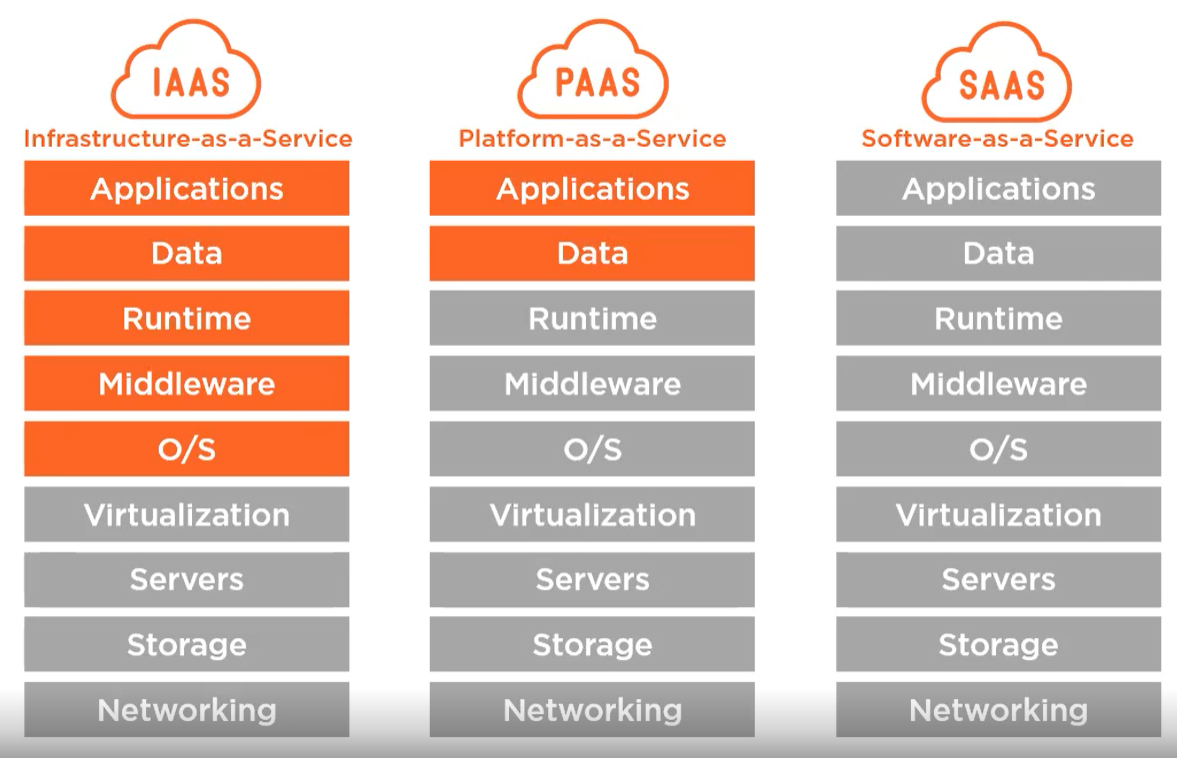 IAAS
Infrastructure-as-a-Service
Applications
Data
Runtime
Middleware
O/S
Virtualization
Servers
Storage
Networking
PAAS
Platform-as-a-Service
Applications
Data
Runtime
Middleware
O/S
Virtualization
Servers
Storage
Networking
SAAS
Software-as-a-Service
Applications
Data
Runtime
Middleware
O/S
Virtualization
Servers
Storage
Networking